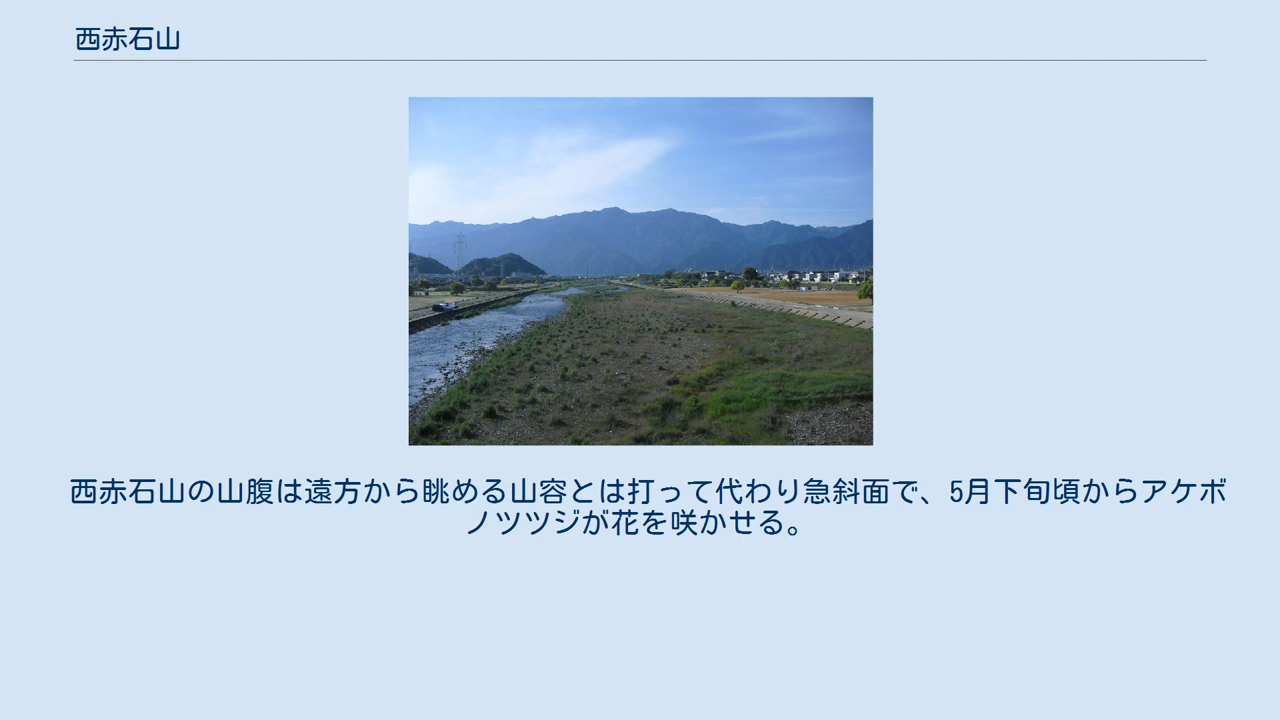 西赤石山
西赤石山の山腹は遠方から眺める山容とは打って代わり急斜面で、5月下旬頃からアケボ
ノツツジが花を咲かせる。